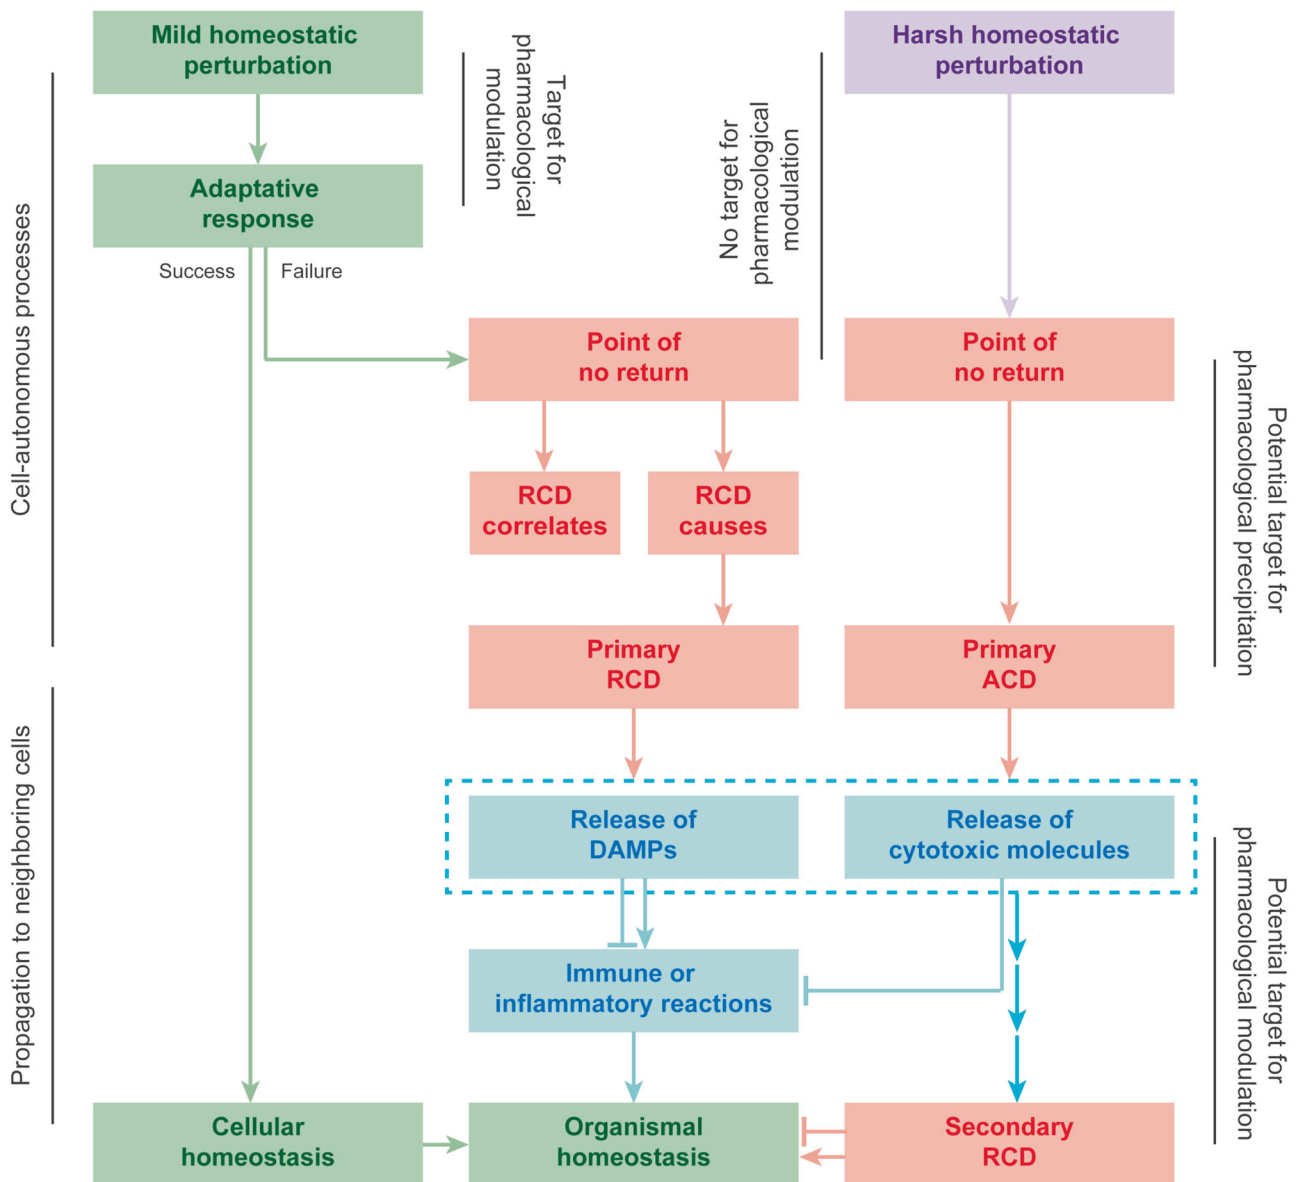 Mild homeostatic
perturbation
Harsh homeostatic
perturbation
Target for
pharmacological
modulation
No target for
pharmacological
modulation
Adaptative
response
Success
Failure
Cell-autonomous processes
Point of
no return
Point of
no return
Potential target for
pharmacological precipitation
RCD
correlates
RCD
causes
Primary
RCD
Primary
ACD
Propagation to neighboring cells
Release of
DAMPs
Release of
cytotoxic molecules
Potential target for
pharmacological modulation
Immune or
inflammatory reactions
Cellular
homeostasis
Organismal
homeostasis
Secondary
RCD